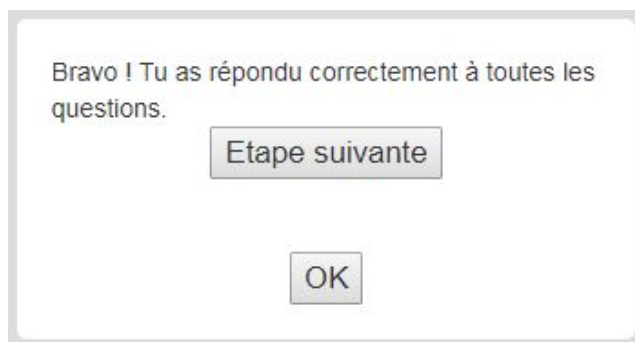 Bravo ! Tu as répondu correctement à toutes les
questions.
Etape suivante
OK